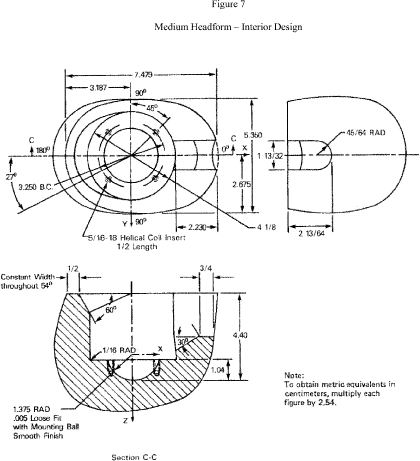 Figure 7
Medium Headform – Interior Design
7.479
3.187
90°
45°
C
180°
0°
C
X
5.350
1 13/32
45/64 RAD
27°
3.250 B.C.
2.675
Y
90°
2.230
4 1/8
2 13/64
5/16-18 Helical Coil Insert
1/2 Length
Constant Width
throughout 54°
1/2
3/4
60°
1/16 RAD
X
30°
4.40
1.04
1.375 RAD
.005 Loose Fit
with Mounting Ball
Smooth Finish
Z
Note:
To obtain metric equivalents in
centimeters, multiply each
figure by 2.54.
Section C-C